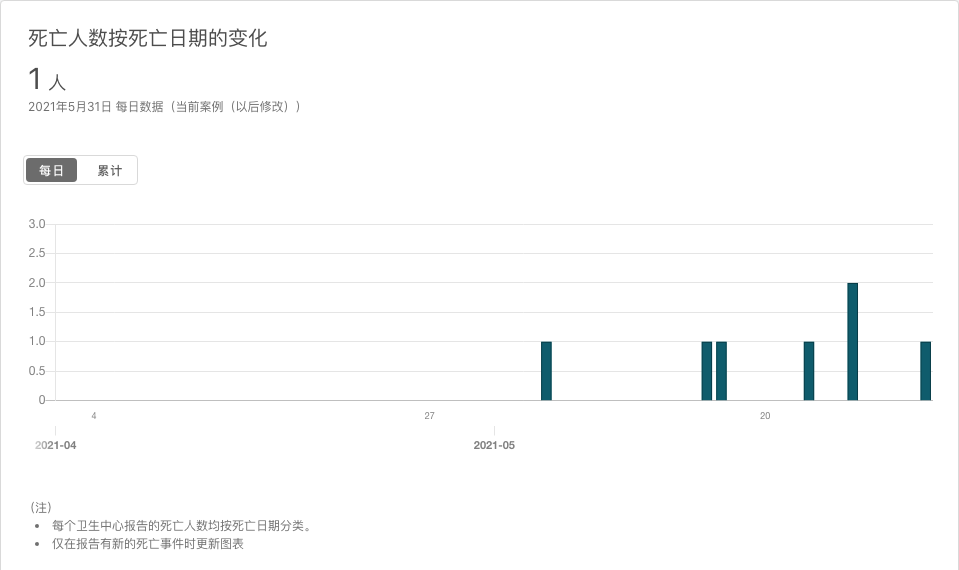 死亡人数按死亡日期的变化
1 人
2021年5月31日 每日数据（当前案例（以后修改））
每日 累计
3.0
2.5
2.0
1.5
1.0
0.5
0
4 27 20
2021-04 2021-05
(注)
• 每个卫生中心报告的死亡人数均按死亡日期分类。
• 仅在报告有新的死亡事件时更新图表